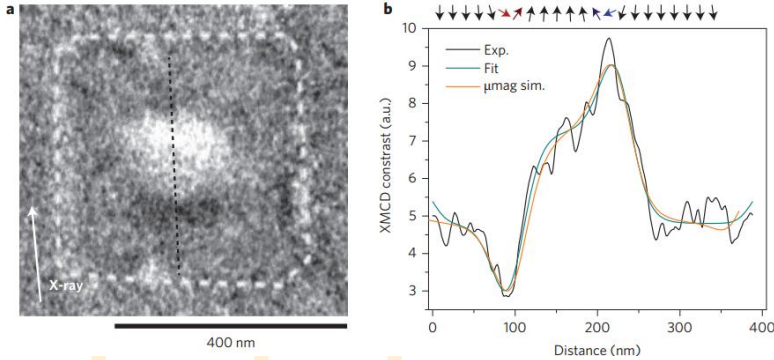 a
X-ray
400 nm
b
Exp.
Fit
µmag sim.
XMCD constrast (a.u.)
10
9
8
7
6
5
4
3
0
100
200
300
400
Distance (nm)